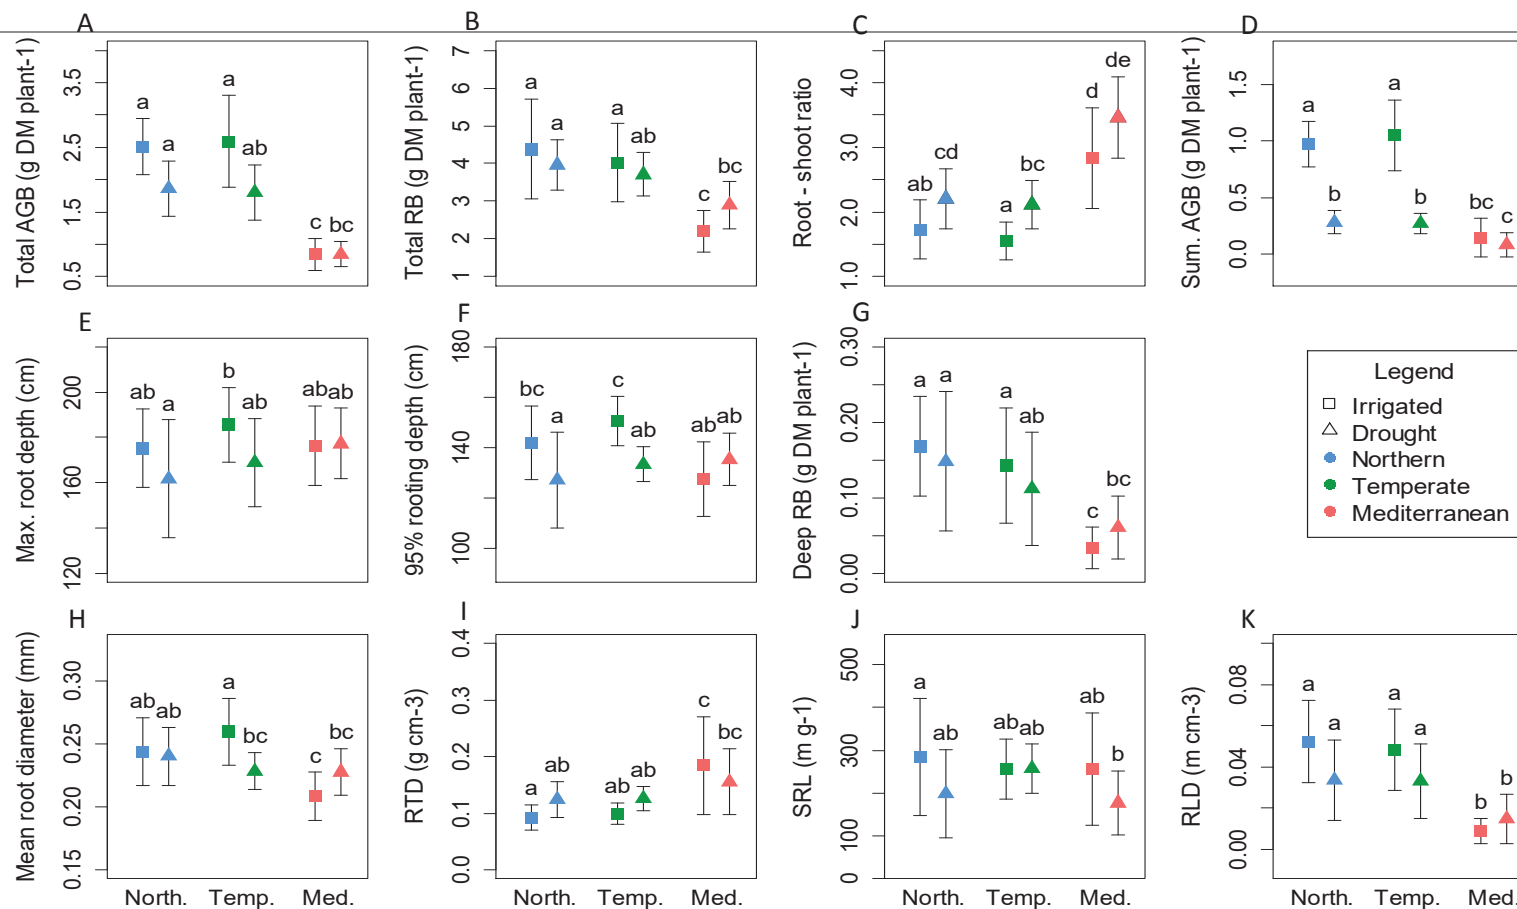 A
B
C
D
Total AGB (g DM plant-1)
0.5
1.5
2.5
3.5
a
a
a
ab
c
bc
Total RB (g DM plant-1)
1
2
3
4
5
6
7
a
a
a
ab
c
bc
Root - shoot ratio
1.0
2.0
3.0
4.0
ab
cd
a
bc
d
de
Sum. AGB (g DM plant-1)
0.0
0.5
1.0
1.5
a
b
a
b
bc
c
E
F
G
Max. root depth (cm)
120
160
200
ab
a
b
ab
ab
ab
95% rooting depth (cm)
100
140
180
bc
a
c
ab
ab
ab
Deep RB (g DM plant-1)
0.00
0.10
0.20
0.30
a
a
a
ab
c
bc
Legend
Irrigated
Drought
Northern
Temperate
Mediterranean
H
I
J
K
Mean root diameter (mm)
0.15
0.20
0.25
0.30
ab
ab
a
bc
c
bc
North.
Temp.
Med.
RTD (g cm-3)
0.0
0.1
0.2
0.3
0.4
a
ab
ab
ab
c
bc
North.
Temp.
Med.
SRL (m g-1)
0
100
300
500
a
ab
ab
ab
ab
b
North.
Temp.
Med.
RLD (m cm-3)
0.00
0.04
0.08
a
a
a
a
b
b
North.
Temp.
Med.